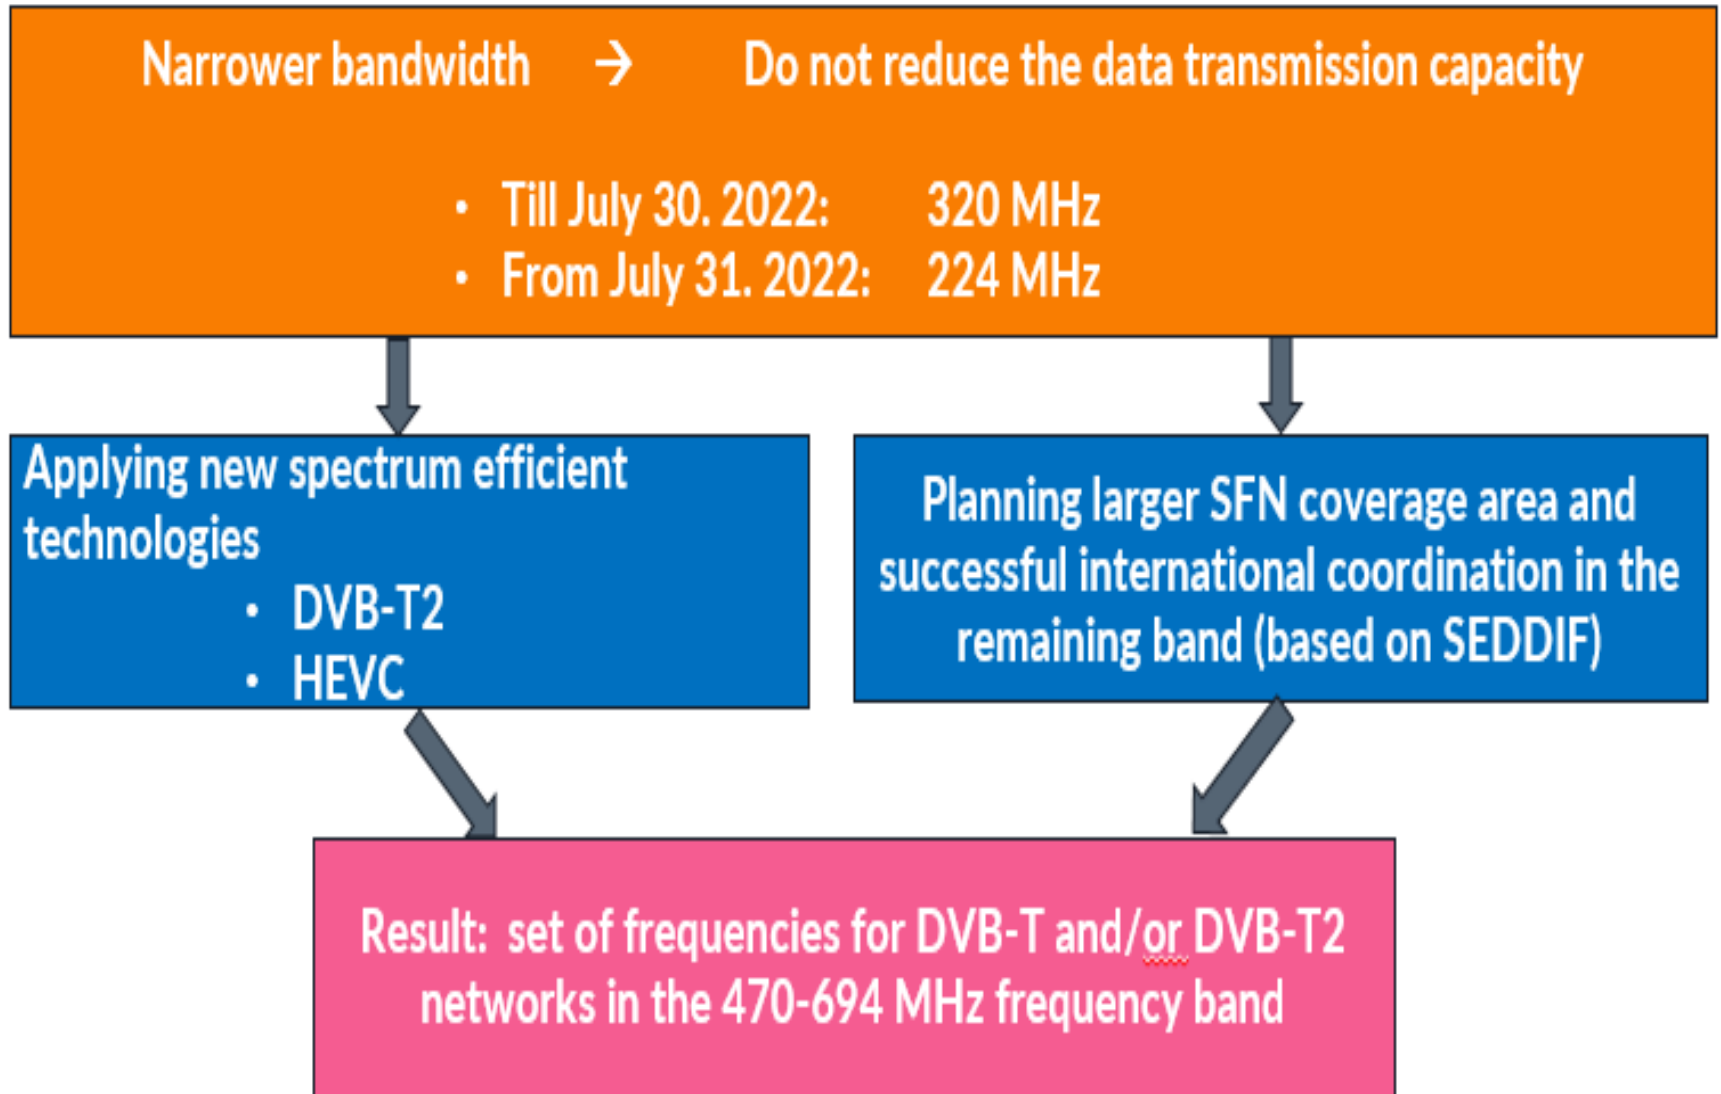 Narrower bandwidth → Do not reduce the data transmission capacity
• Till July 30. 2022: 320 MHz
• From July 31. 2022: 224 MHz
Applying new spectrum efficient
technologies
• DVB-T2
• HEVC
Planning larger SFN coverage area and
successful international coordination in the
remaining band (based on SEDDIF)
Result: set of frequencies for DVB-T and/or DVB-T2
networks in the 470-694 MHz frequency band